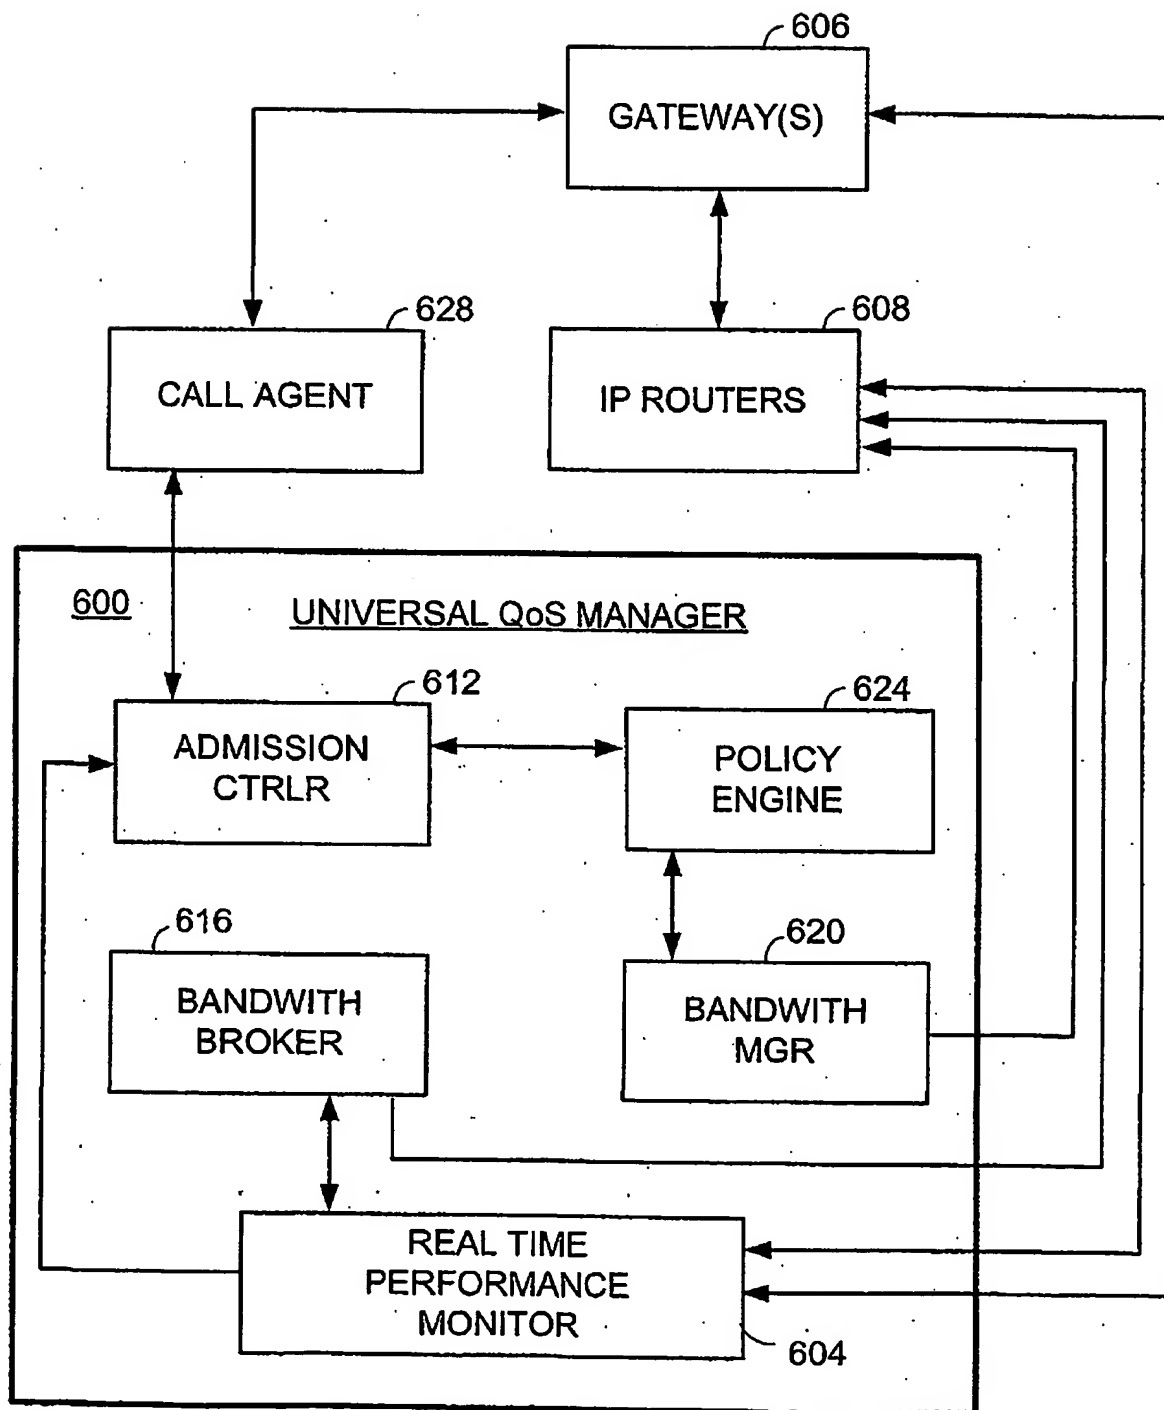 606
GATEWAY(S)
628
CALL AGENT
608
IP ROUTERS
600
UNIVERSAL QoS MANAGER
612
ADMISSION
CTRLR
624
POLICY
ENGINE
616
BANDWITH
BROKER
620
BANDWITH
MGR
REAL TIME
PERFORMANCE
MONITOR
604